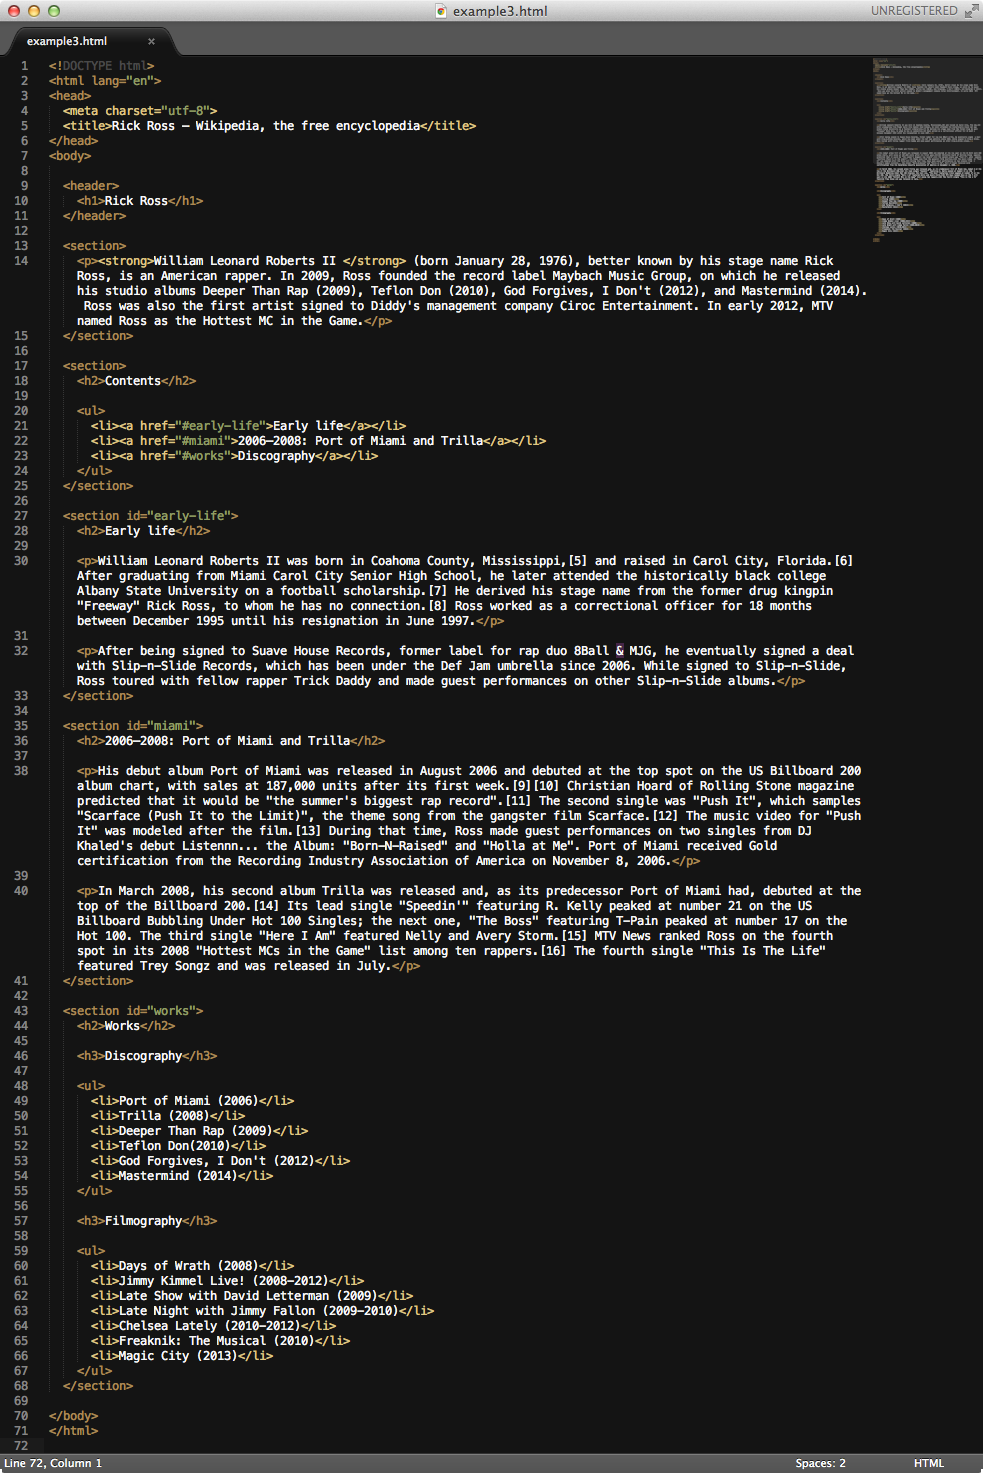 example3.html
UNREGISTERED
example3.html ×
1 <!DOCTYPE html>
2 <html lang="en">
3 <head>
4 <meta charset="utf-8">
5 <title>Rick Ross – Wikipedia, the free encyclopedia</title>
6 </head>
7 <body>
8
9 <header>
10 <h1>Rick Ross</h1>
11 </header>
12
13 <section>
14 <p><strong>William Leonard Roberts II </strong> (born January 28, 1976), better known by his stage name Rick
Ross, is an American rapper. In 2009, Ross founded the record label Maybach Music Group, on which he released
his studio albums Deeper Than Rap (2009), Teflon Don (2010), God Forgives, I Don't (2012), and Mastermind (2014).
Ross was also the first artist signed to Diddy's management company Ciroc Entertainment. In early 2012, MTV
named Ross as the Hottest MC in the Game.</p>
15 </section>
16
17 <section>
18 <h2>Contents</h2>
19
20 <ul>
21 <li><a href="#early-life">Early life</a></li>
22 <li><a href="#miami">2006–2008: Port of Miami and Trilla</a></li>
23 <li><a href="#works">Discography</a></li>
24 </ul>
25 </section>
26
27 <section id="early-life">
28 <h2>Early life</h2>
29
30 <p>William Leonard Roberts II was born in Coahoma County, Mississippi,[5] and raised in Carol City, Florida.[6]
After graduating from Miami Carol City Senior High School, he later attended the historically black college
Albany State University on a football scholarship.[7] He derived his stage name from the former drug kingpin
"Freeway" Rick Ross, to whom he has no connection.[8] Ross worked as a correctional officer for 18 months
between December 1995 until his resignation in June 1997.</p>
31
32 <p>After being signed to Suave House Records, former label for rap duo 8Ball & MJG, he eventually signed a deal
with Slip-n-Slide Records, which has been under the Def Jam umbrella since 2006. While signed to Slip-n-Slide,
Ross toured with fellow rapper Trick Daddy and made guest performances on other Slip-n-Slide albums.</p>
33 </section>
34
35 <section id="miami">
36 <h2>2006–2008: Port of Miami and Trilla</h2>
37
38 <p>His debut album Port of Miami was released in August 2006 and debuted at the top spot on the US Billboard 200
album chart, with sales at 187,000 units after its first week.[9][10] Christian Hoard of Rolling Stone magazine
predicted that it would be "the summer's biggest rap record".[11] The second single was "Push It", which samples
"Scarface (Push It to the Limit)", the theme song from the gangster film Scarface.[12] The music video for "Push
It" was modeled after the film.[13] During that time, Ross made guest performances on two singles from DJ
Khaled's debut Listennn... the Album: "Born-N-Raised" and "Holla at Me". Port of Miami received Gold
certification from the Recording Industry Association of America on November 8, 2006.</p>
39
40 <p>In March 2008, his second album Trilla was released and, as its predecessor Port of Miami had, debuted at the
top of the Billboard 200.[14] Its lead single "Speedin'" featuring R. Kelly peaked at number 21 on the US
Billboard Bubbling Under Hot 100 Singles; the next one, "The Boss" featuring T-Pain peaked at number 17 on the
Hot 100. The third single "Here I Am" featured Nelly and Avery Storm.[15] MTV News ranked Ross on the fourth
spot in its 2008 "Hottest MCs in the Game" list among ten rappers.[16] The fourth single "This Is The Life"
featured Trey Songz and was released in July.</p>
41 </section>
42
43 <section id="works">
44 <h2>Works</h2>
45
46 <h3>Discography</h3>
47
48 <ul>
49 <li>Port of Miami (2006)</li>
50 <li>Trilla (2008)</li>
51 <li>Deeper Than Rap (2009)</li>
52 <li>Teflon Don(2010)</li>
53 <li>God Forgives, I Don't (2012)</li>
54 <li>Mastermind (2014)</li>
55 </ul>
56
57 <h3>Filmography</h3>
58
59 <ul>
60 <li>Days of Wrath (2008)</li>
61 <li>Jimmy Kimmel Live! (2008–2012)</li>
62 <li>Late Show with David Letterman (2009)</li>
63 <li>Late Night with Jimmy Fallon (2009–2010)</li>
64 <li>Chelsea Lately (2010–2012)</li>
65 <li>Freaknik: The Musical (2010)</li>
66 <li>Magic City (2013)</li>
67 </ul>
68 </section>
69
70 </body>
71 </html>
72
Line 72, Column 1
Spaces: 2
HTML